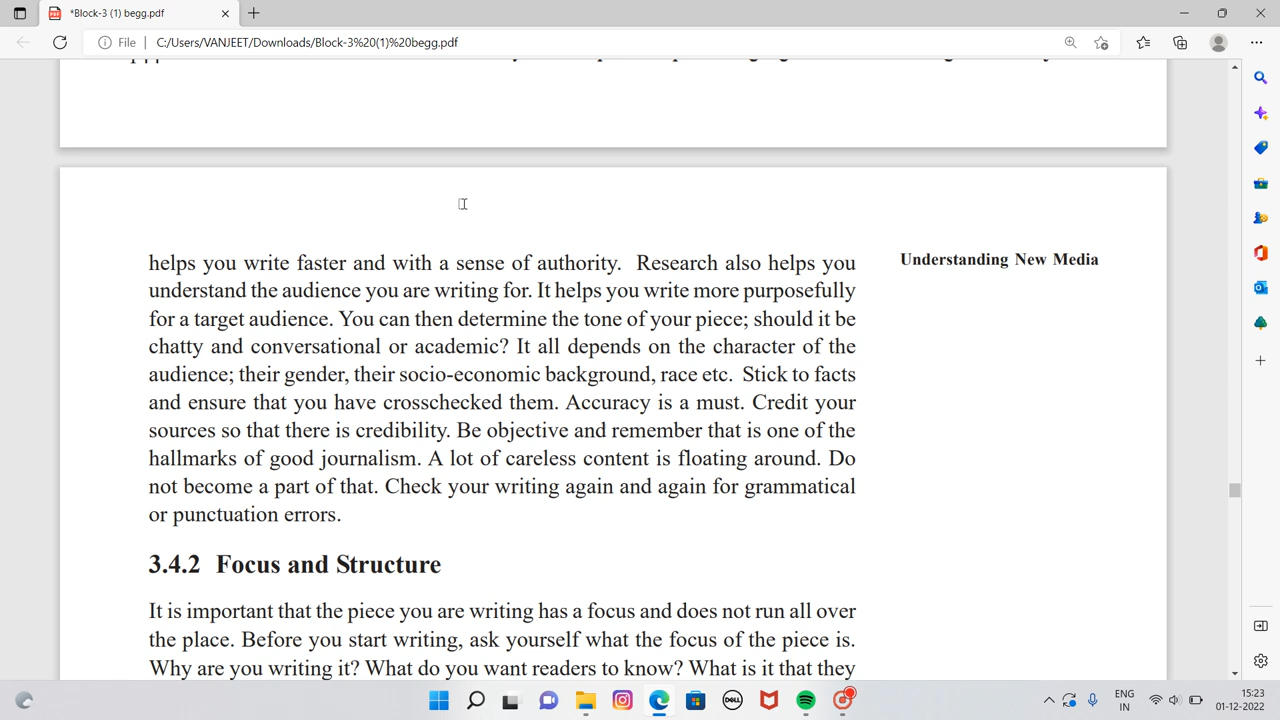 *Block-3 (1) begg.pdf
File
C:/Users/VANJEET/Downloads/Block-3%20(1)%20begg.pdf
helps you write faster and with a sense of authority. Research also helps you
Understanding New Media
understand the audience you are writing for. It helps you write more purposefully
for a target audience. You can then determine the tone of your piece; should it be
chatty and conversational or academic? It all depends on the character of the
audience; their gender, their socio-economic background, race etc. Stick to facts
and ensure that you have crosschecked them. Accuracy is a must. Credit your
sources so that there is credibility. Be objective and remember that is one of the
hallmarks of good journalism. A lot of careless content is floating around. Do
not become a part of that. Check your writing again and again for grammatical
or punctuation errors.
3.4.2 Focus and Structure
It is important that the piece you are writing has a focus and does not run all over
the place. Before you start writing, ask yourself what the focus of the piece is.
Why are you writing it? What do you want readers to know? What is it that they
DELL
ENG
IN
15:23
01-12-2022